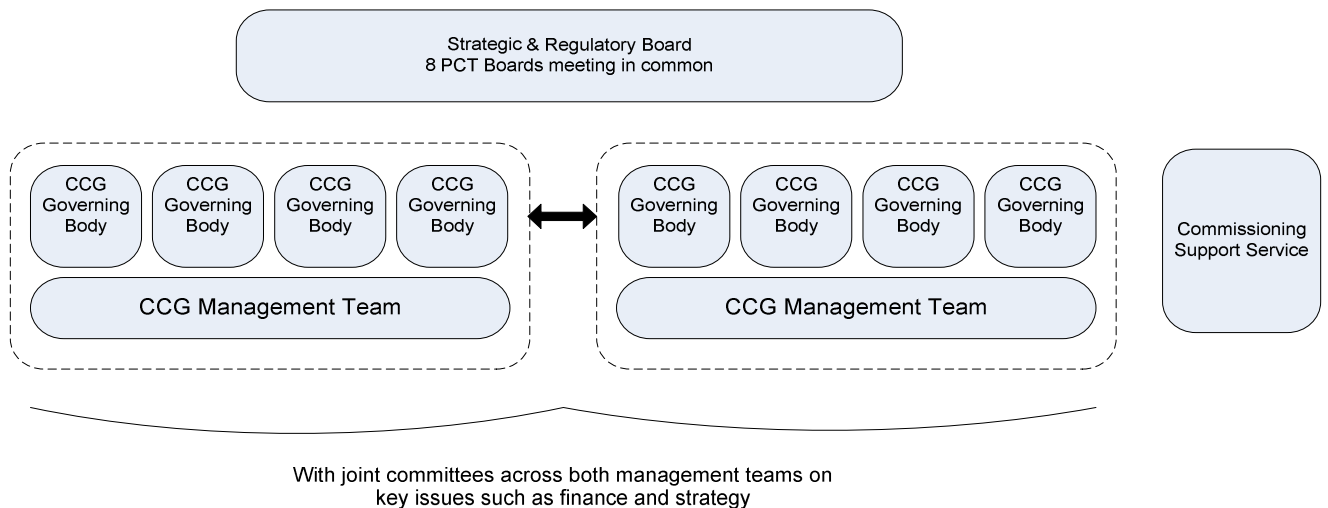 Strategic & Regulatory Board
8 PCT Boards meeting in common
CCG
Governing
Body
CCG
Governing
Body
CCG
Governing
Body
CCG
Governing
Body
CCG Management Team
CCG
Governing
Body
CCG
Governing
Body
CCG
Governing
Body
CCG
Governing
Body
CCG Management Team
Commissioning
Support Service
With joint committees across both management teams on
key issues such as finance and strategy